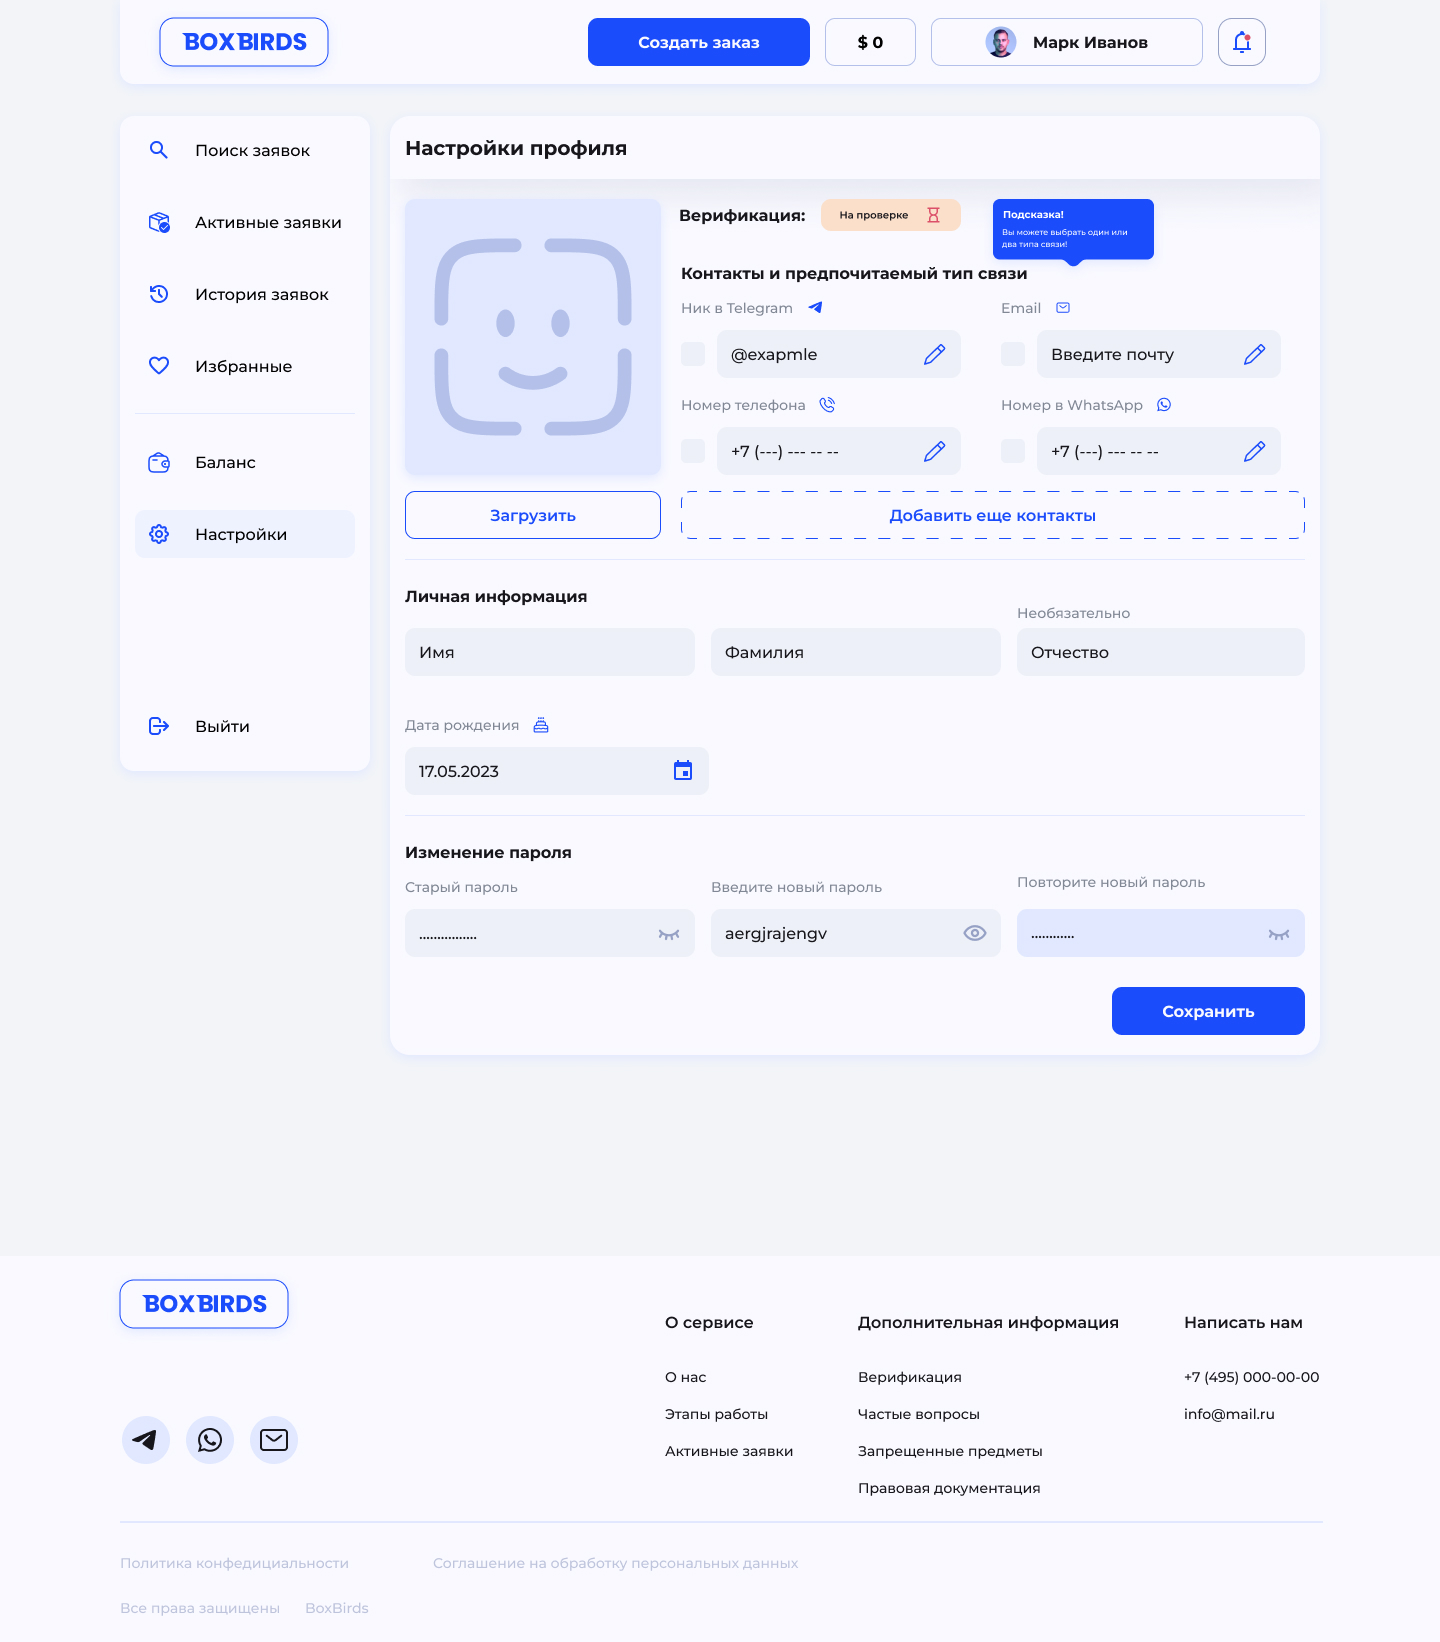 BOXBIRDS
Создать заказ
$ 0
Марк Иванов
Поиск заявок
Активные заявки
История заявок
Избранные
Баланс
Настройки
Выйти
Настройки профиля
Верификация:
На проверке
Подсказка!
Вы можете выбрать один или
два типа связи!
Контакты и предпочитаемый тип связи
Ник в Telegram
Email
@exapmle
Введите почту
Номер телефона
Номер в WhatsApp
+7 (---) --- -- --
+7 (---) --- -- --
Загрузить
Добавить еще контакты
Личная информация
Необязательно
Имя
Фамилия
Отчество
Дата рождения
17.05.2023
Изменение пароля
Старый пароль
Введите новый пароль
Повторите новый пароль
................
aergjrajengv
............
Сохранить
BOXBIRDS
О сервисе
Дополнительная информация
Написать нам
О нас
Верификация
+7 (495) 000-00-00
Этапы работы
Частые вопросы
info@mail.ru
Активные заявки
Запрещенные предметы
Правовая документация
Политика конфедициальности
Соглашение на обработку персональных данных
Все права защищены
BoxBirds